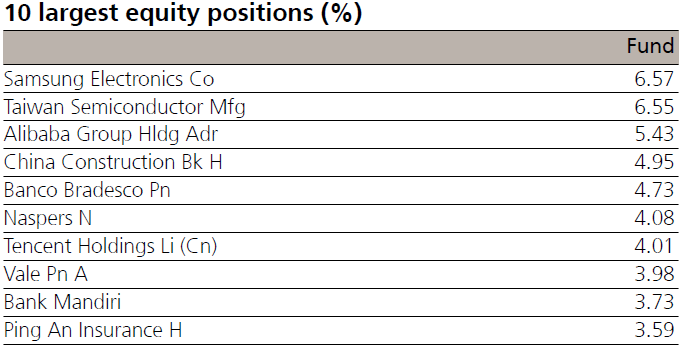 10 largest equity positions (%)
Fund
Samsung Electronics Co 6.57
Taiwan Semiconductor Mfg 6.55
Alibaba Group Hldg Adr 5.43
China Construction Bk H 4.95
Banco Bradesco Pn 4.73
Naspers N 4.08
Tencent Holdings Li (Cn) 4.01
Vale Pn A 3.98
Bank Mandiri 3.73
Ping An Insurance H 3.59